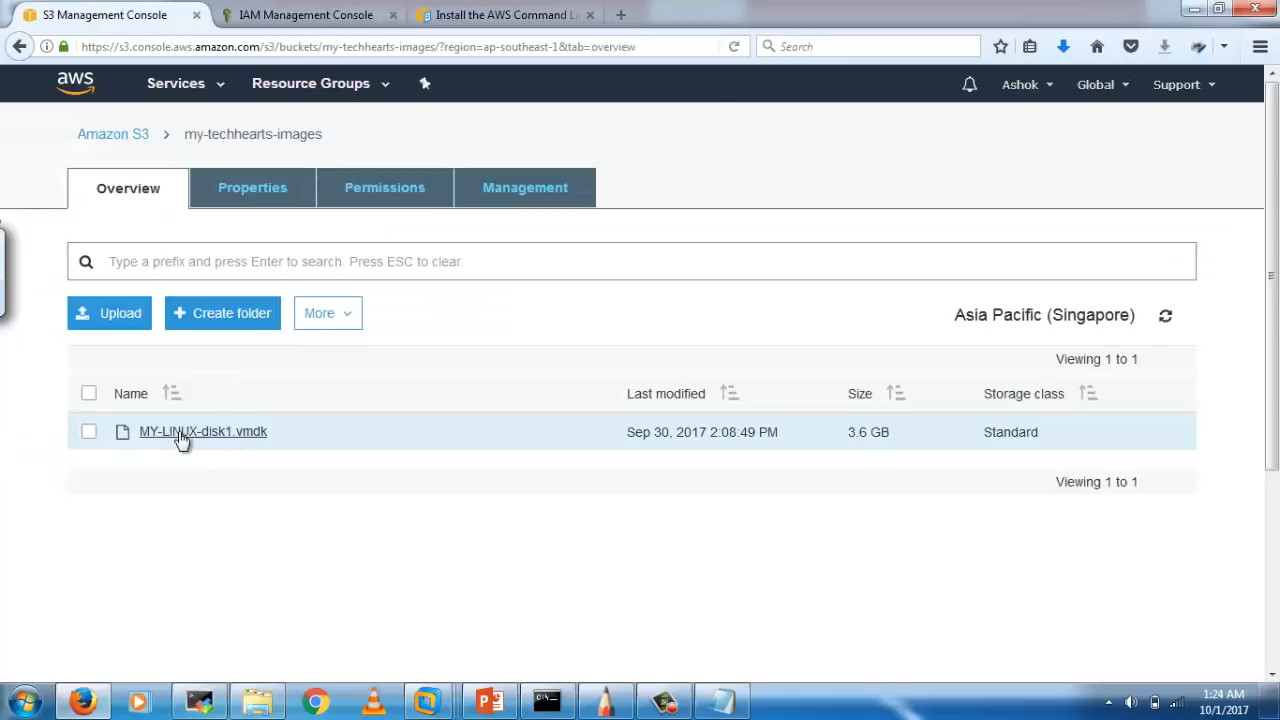 S3 Management Console
IAM Management Console
Install the AWS Command Li
https://s3.console.aws.amazon.com/s3/buckets/my-techhearts-images/?region=ap-southeast-1&tab=overview
Search
aws
Services
Resource Groups
Ashok
Global
Support
Amazon S3 > my-techhearts-images
Overview
Properties
Permissions
Management
Type a prefix and press Enter to search. Press ESC to clear.
Upload
+ Create folder
More
Asia Pacific (Singapore)
Viewing 1 to 1
Name
Last modified
Size
Storage class
MY-LINUX-disk1.vmdk
Sep 30, 2017 2:08:49 PM
3.6 GB
Standard
Viewing 1 to 1
1:24 AM
10/1/2017